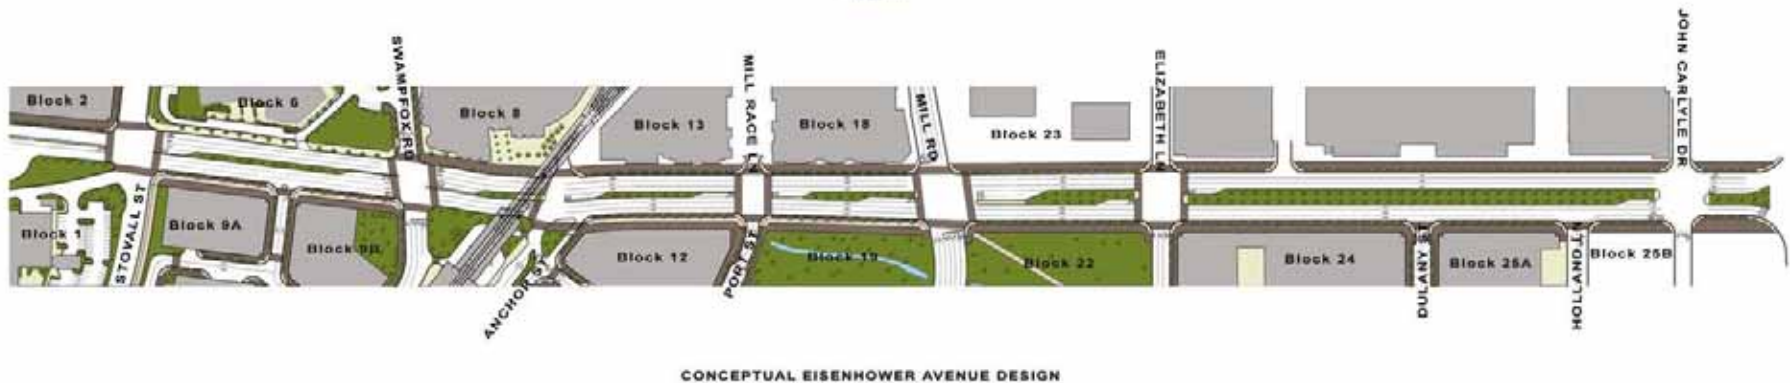 JOHN CARLYLE DR
SWAMPFOX RD
MILL RACE LN
ELIZABETH LN
MILL RD
Block 2
Block 6
Block 8
Block 13
Block 18
Block 23
STOVALL ST
Block 1
Block 9A
Block 9B
ANCHOR ST
Block 12
PORT ST
Block 19
Block 22
Block 24
DULANY ST
Block 25A
HOLLAND LN
Block 25B
CONCEPTUAL EISENHOWER AVENUE DESIGN